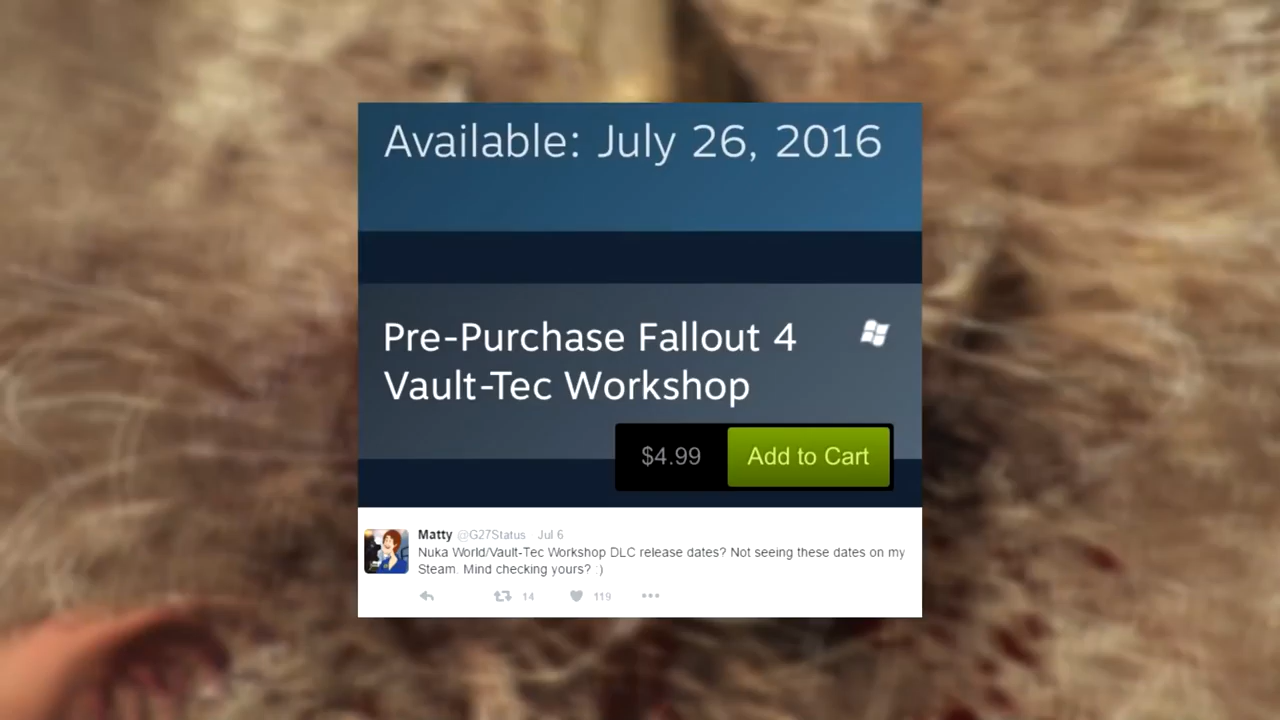 Available: July 26, 2016
Pre-Purchase Fallout 4
Vault-Tec Workshop
$4.99
Add to Cart
Matty @G27Status Jul 6
Nuka World/Vault-Tec Workshop DLC release dates? Not seeing these dates on my
Steam. Mind checking yours? :)
14
119